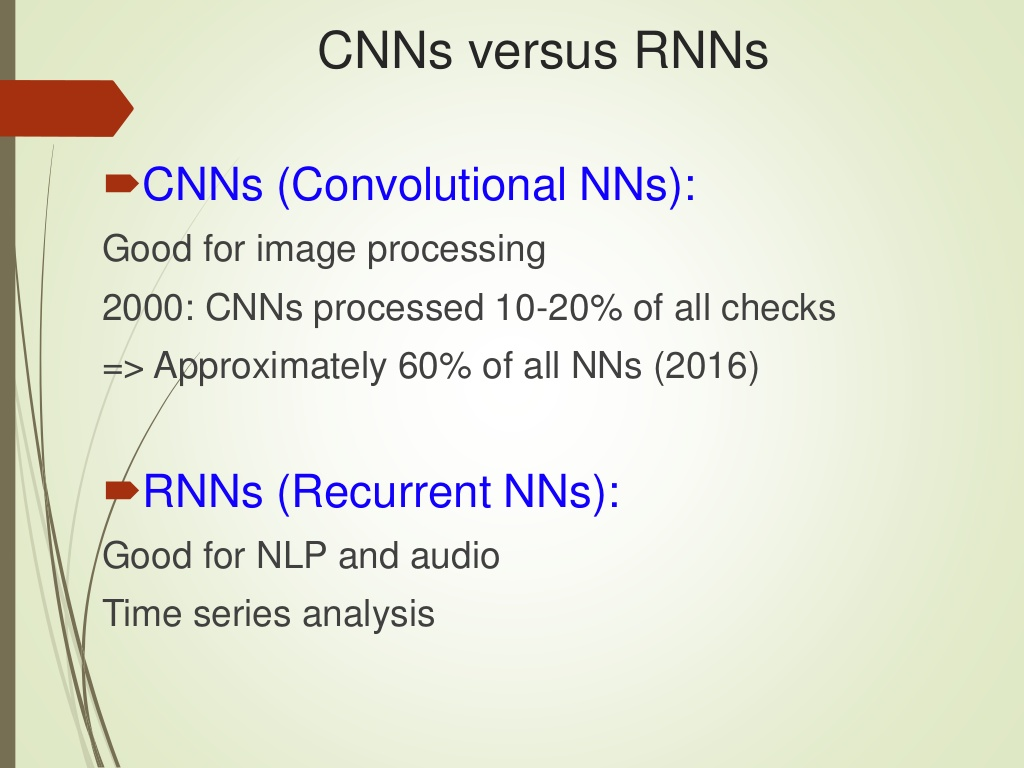 CNNs versus RNNs
CNNs (Convolutional NNs):
Good for image processing
2000: CNNs processed 10-20% of all checks
=> Approximately 60% of all NNs (2016)
RNNs (Recurrent NNs):
Good for NLP and audio
Time series analysis